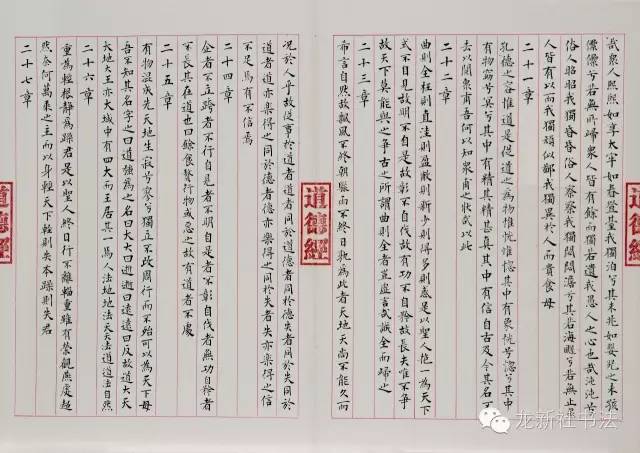 哉衆人熙熙如享太牢如春登臺我獨泊兮其未兆如嬰兒之未孩
儽儽兮若無所歸衆人皆有餘而我獨若遺我愚人之心也哉沌沌兮
俗人昭昭我獨昏昏俗人察察我獨悶悶澹兮其若海飂兮若無止衆
人皆有以而我獨頑似鄙我獨異於人而貴食母
二十一章
孔德之容惟道是從道之為物惟恍惟惚惚兮其中有象恍兮惚兮其中
有物窈兮冥兮其中有精其精甚真其中有信自古及今其名不
去以閱衆甫吾何以知衆甫之狀哉以此
二十二章
曲則全枉則直洼則盈敝則新少則得多則惑是以聖人抱一為天下
式不自見故明不自是故彰不自伐故有功不自矜故長夫惟不爭
故天下莫能與之爭古之所謂曲則全者豈虛言哉誠全而歸之
二十三章
希言自然故飄風不終朝驟雨不終日孰為此者天地天尚不能久而
道德經
況於人乎故從事於道者道者同於道德者同於德失者同於失同於
道者道亦樂得之同於德者德亦樂得之同於失者失亦樂得之信
不足焉有不信焉
二十四章
企者不立跨者不行自見者不明自是者不彰自伐者無功自矜者
不長其在道也曰餘食贅行物或惡之故有道者不處
二十五章
有物混成先天地生寂兮寥兮獨立不改周行而不殆可以為天下母
吾不知其名字之曰道強為之名曰大大曰逝逝曰遠遠曰反故道大天
大地大王亦大域中有四大而王居其一焉人法地地法天天法道道法自然
二十六章
重為輕根靜為躁君是以聖人終日行不離輜重雖有榮觀燕處超
然奈何萬乘之主而以身輕天下輕則失本躁則失君
二十七章
道德經
龙新社书法